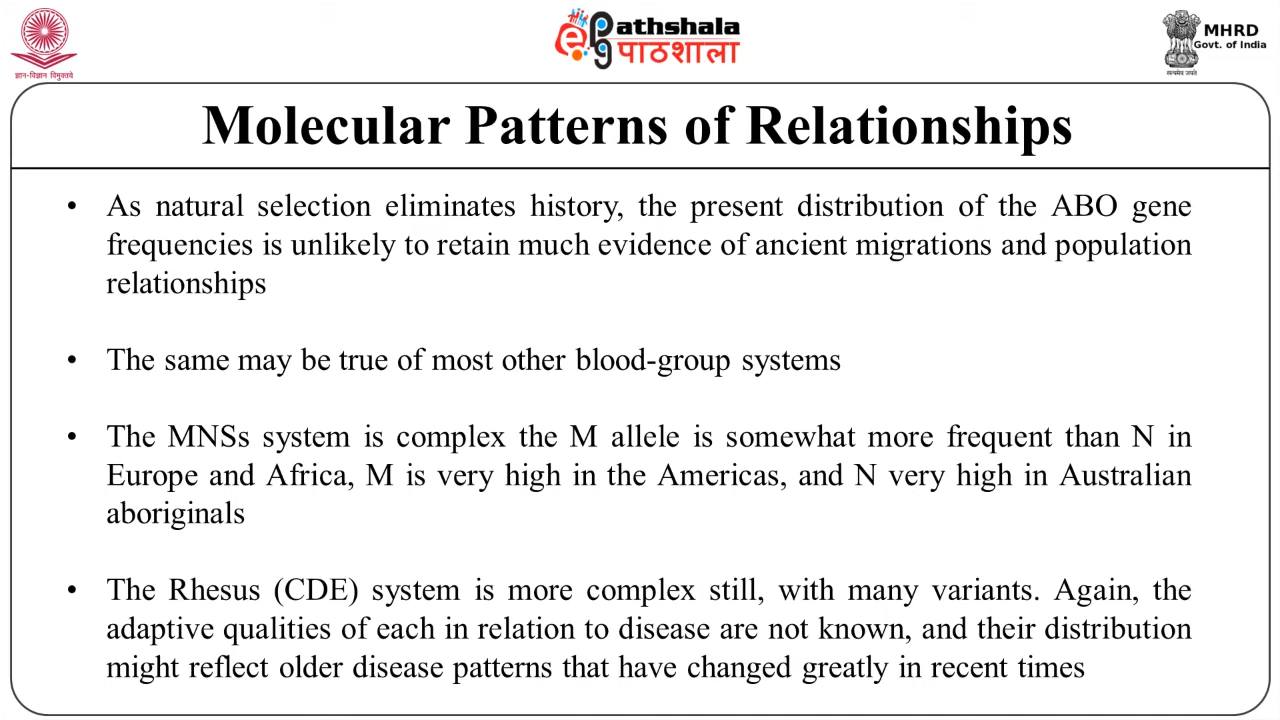 ज्ञान-विज्ञान विमुक्तये
ePathshala
पाठशाला
MHRD
Govt. of India
सत्यमेव जयते
Molecular Patterns of Relationships
• As natural selection eliminates history, the present distribution of the ABO gene
frequencies is unlikely to retain much evidence of ancient migrations and population
relationships
• The same may be true of most other blood-group systems
• The MNSs system is complex the M allele is somewhat more frequent than N in
Europe and Africa, M is very high in the Americas, and N very high in Australian
aboriginals
• The Rhesus (CDE) system is more complex still, with many variants. Again, the
adaptive qualities of each in relation to disease are not known, and their distribution
might reflect older disease patterns that have changed greatly in recent times